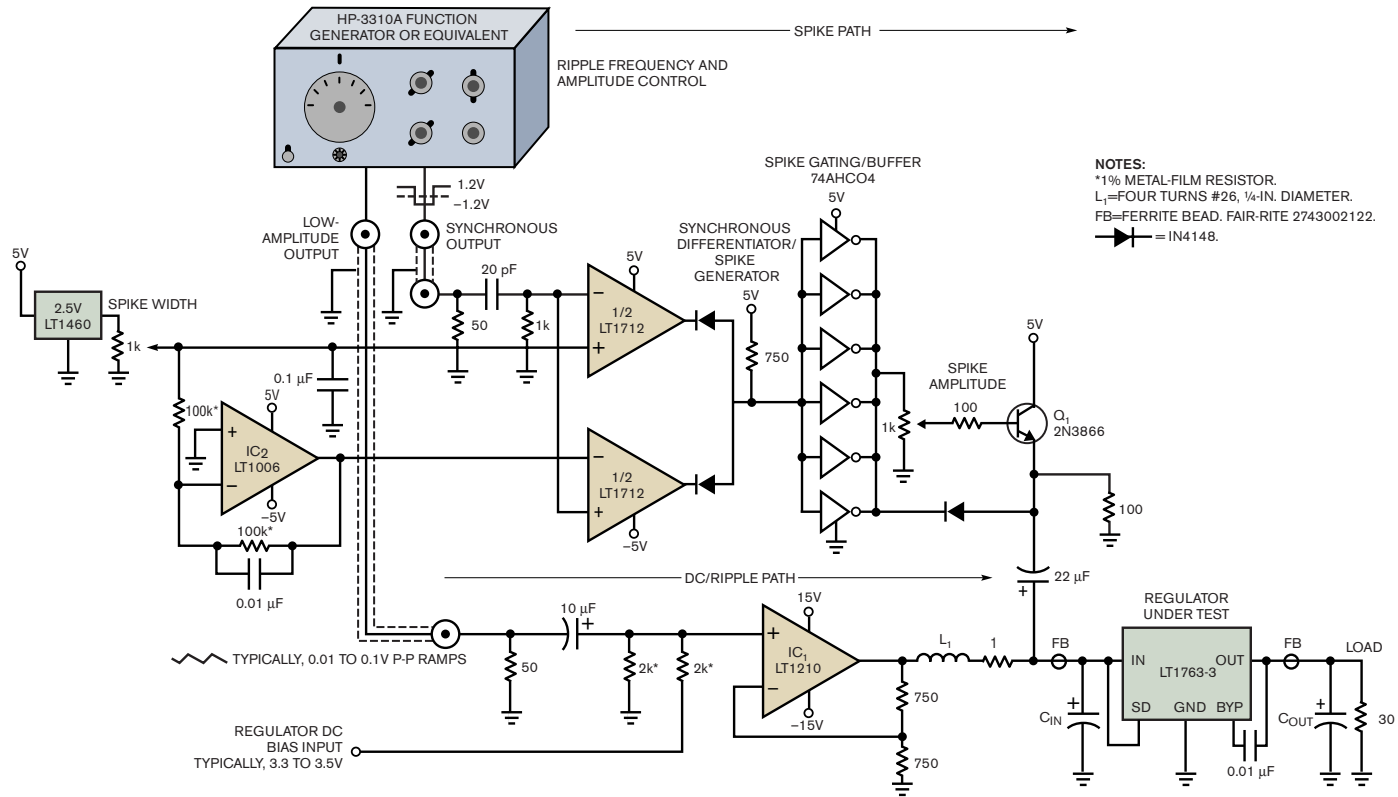 HP-3310A FUNCTION
GENERATOR OR EQUIVALENT
SPIKE PATH
RIPPLE FREQUENCY AND
AMPLITUDE CONTROL
SPIKE GATING/BUFFER
74AHCO4
5V
NOTES:
*1% METAL-FILM RESISTOR.
L1=FOUR TURNS #26, ¼-IN. DIAMETER.
FB=FERRITE BEAD. FAIR-RITE 2743002122.
= IN4148.
1.2V
–1.2V
LOW-
AMPLITUDE
OUTPUT
SYNCHRONOUS
OUTPUT
SYNCHRONOUS
DIFFERENTIATOR/
SPIKE
GENERATOR
5V
5V
2.5V
LT1460
SPIKE WIDTH
1k
20 pF
50
1k
5V
–
1/2
LT1712
+
750
0.1 µF
100k*
5V
+
IC2
LT1006
–
–5V
100k*
0.01 µF
–
1/2
LT1712
+
–5V
1k
SPIKE
AMPLITUDE
100
5V
Q1
2N3866
100
22 µF
+
DC/RIPPLE PATH
TYPICALLY, 0.01 TO 0.1V P-P RAMPS
50
10 µF
+
2k*
2k*
REGULATOR DC
BIAS INPUT
TYPICALLY, 3.3 TO 3.5V
15V
+
IC1
LT1210
–
–15V
750
750
L1
1
FB
+
CIN
REGULATOR
UNDER TEST
IN
OUT
LT1763-3
SD
GND
BYP
0.01 µF
FB
+
COUT
LOAD
30